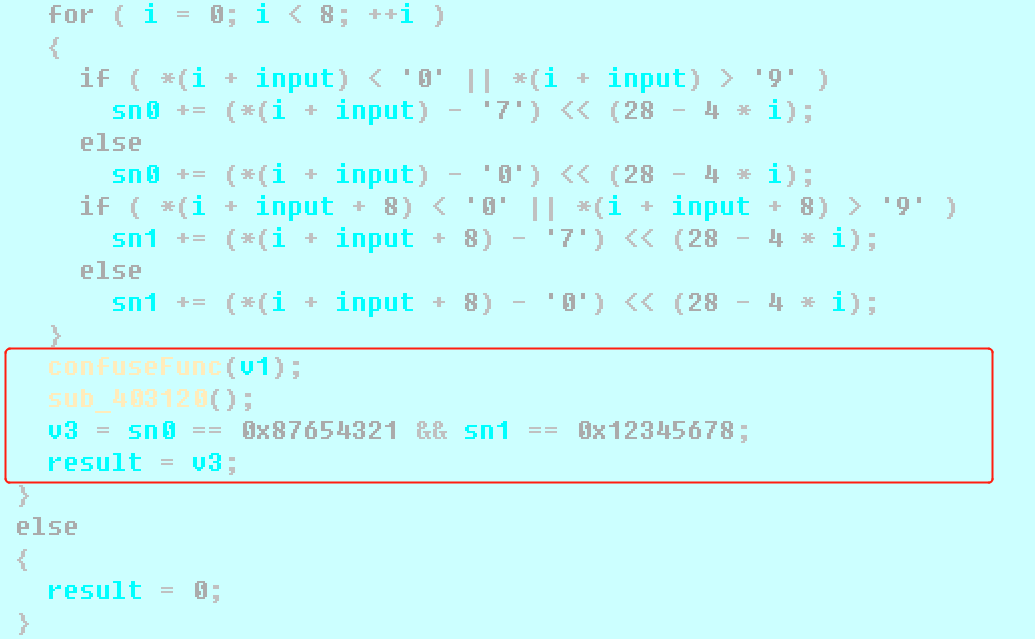 for ( i = 0; i < 8; ++i )
{
if ( *(i + input) < '0' || *(i + input) > '9' )
sn0 += (*(i + input) - '7') << (28 - 4 * i);
else
sn0 += (*(i + input) - '0') << (28 - 4 * i);
if ( *(i + input + 8) < '0' || *(i + input + 8) > '9' )
sn1 += (*(i + input + 8) - '7') << (28 - 4 * i);
else
sn1 += (*(i + input + 8) - '0') << (28 - 4 * i);
}
conFuseFunc(v1);
sub_403120();
v3 = sn0 == 0x87654321 && sn1 == 0x12345678;
result = v3;
}
else
{
result = 0;
}